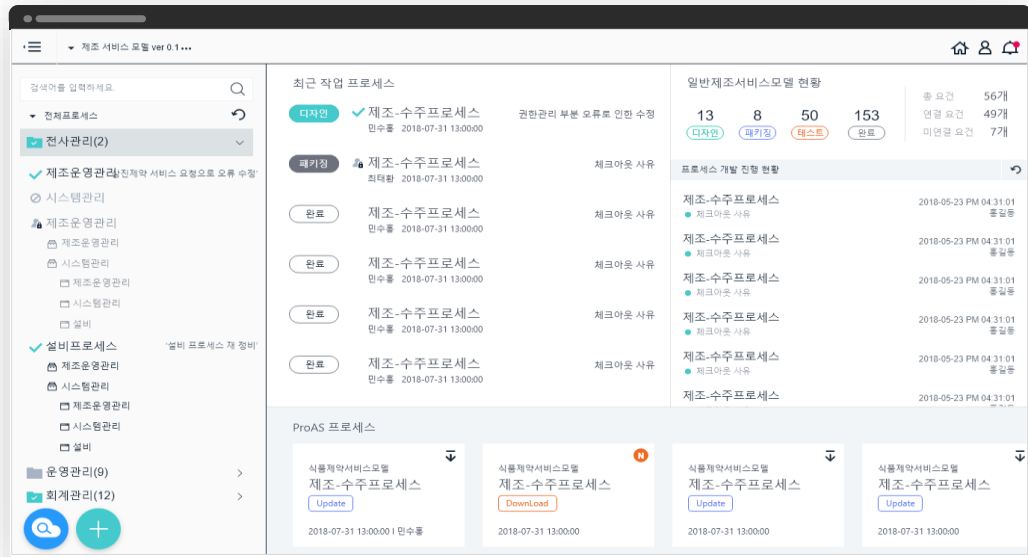 제조 서비스 모델 ver 0.1...
검색어를 입력하세요.
전체프로세스
전사관리(2)
제조운영관리
진제약 서비스 요청으로 오류 수정'
시스템관리
제조운영관리
제조운영관리
시스템관리
제조운영관리
시스템관리
설비
설비프로세스 '설비 프로세스 재 정비'
제조운영관리
시스템관리
제조운영관리
시스템관리
설비
운영관리(9)
회계관리(12)
최근 작업 프로세스
디자인 제조-수주프로세스 권한관리 부분 오류로 인한 수정
민수홍 2018-07-31 13:00:00
패키징 제조-수주프로세스 체크아웃 사유
최태환 2018-07-31 13:00:00
완료 제조-수주프로세스 체크아웃 사유
민수홍 2018-07-31 13:00:00
완료 제조-수주프로세스 체크아웃 사유
민수홍 2018-07-31 13:00:00
완료 제조-수주프로세스 체크아웃 사유
민수홍 2018-07-31 13:00:00
완료 제조-수주프로세스 체크아웃 사유
민수홍 2018-07-31 13:00:00
일반제조서비스모델 현황
13 8 50 153
디자인 패키징 테스트 완료
총 요건 56개
연결 요건 49개
미연결 요건 7개
프로세스 개발 진행 현황
제조-수주프로세스 2018-05-23 PM 04:31:01
체크아웃 사유 홍길동
제조-수주프로세스 2018-05-23 PM 04:31:01
체크아웃 사유 홍길동
제조-수주프로세스 2018-05-23 PM 04:31:01
체크아웃 사유 홍길동
제조-수주프로세스 2018-05-23 PM 04:31:01
체크아웃 사유 홍길동
제조-수주프로세스 2018-05-23 PM 04:31:01
체크아웃 사유 홍길동
제조-수주프로세스 2018-05-23 PM 04:31:01
ProAS 프로세스
식품제약서비스모델
제조-수주프로세스
Update
2018-07-31 13:00:00 I 민수홍
N
식품제약서비스모델
제조-수주프로세스
DownLoad
2018-07-31 13:00:00
식품제약서비스모델
제조-수주프로세스
Update
2018-07-31 13:00:00
식품제약서비스모델
제조-수주프로세스
Update
2018-07-31 13:00:00